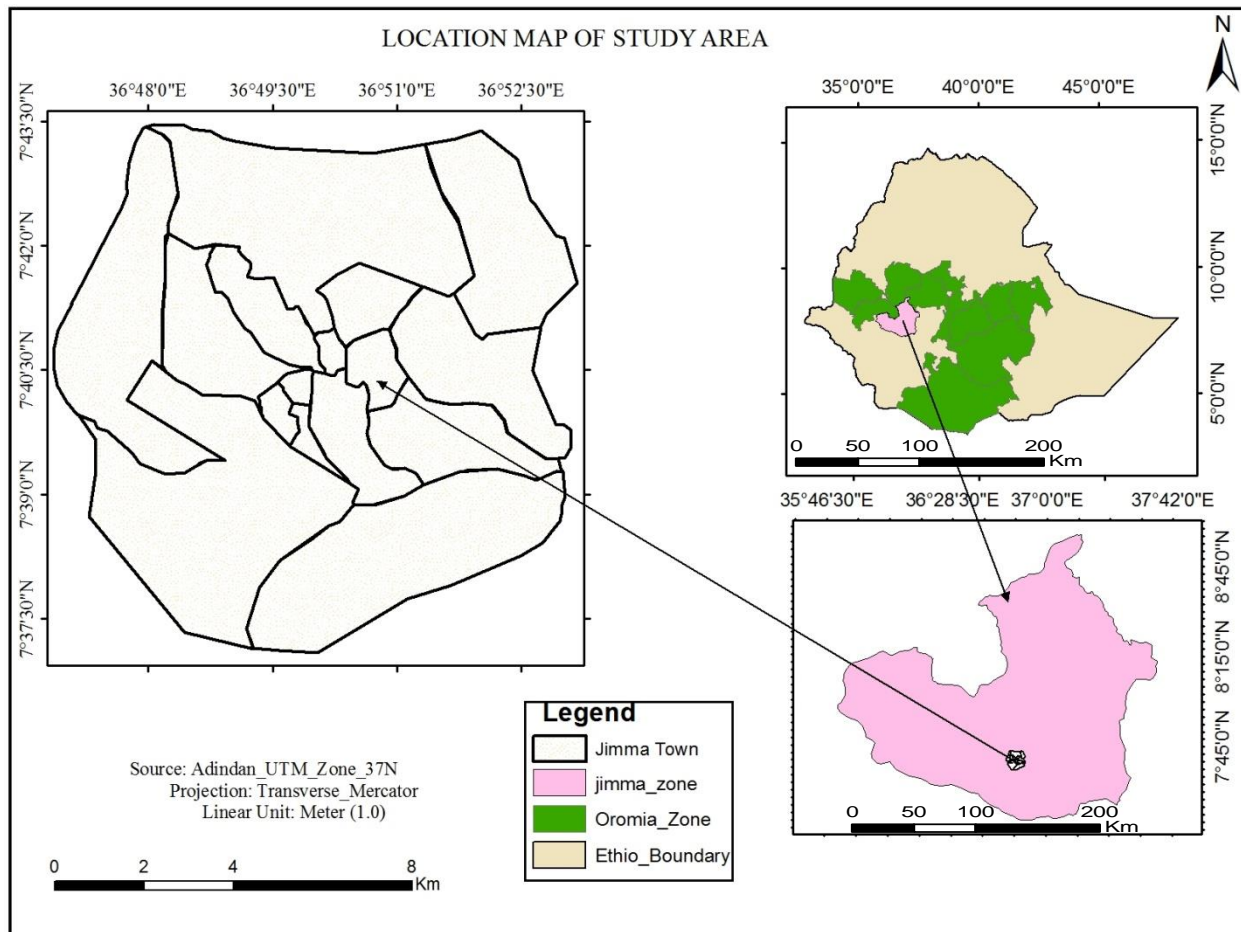 LOCATION MAP OF STUDY AREA
N
36°48'0"E 36°49'30"E 36°51'0"E 36°52'30"E
7°43'30"N
7°42'0"N
7°40'30"N
7°39'0"N
7°37'30"N
35°0'0"E 40°0'0"E 45°0'0"E
15°0'0"N
10°0'0"N
5°0'0"N
0 50 100 200
Km
35°46'30"E 36°28'30"E 37°0'0"E 37°42'0"E
8°45'0"N
8°15'0"N
7°45'0"N
0 50 100 200
Km
Legend
Jimma Town
jimma_zone
Oromia_Zone
Ethio_Boundary
Source: Adindan_UTM_Zone_37N
Projection: Transverse_Mercator
Linear Unit: Meter (1.0)
0 2 4 8
Km